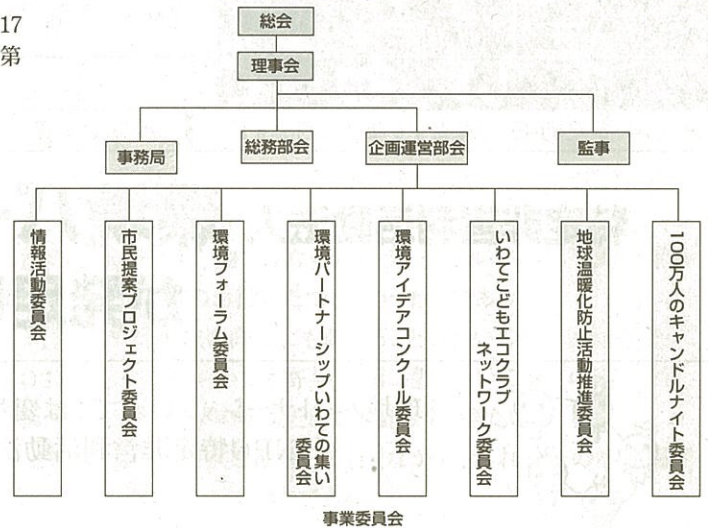 17
第
総会
理事会
事務局
総務部会
企画運営部会
監事
情報活動委員会
市民提案プロジェクト委員会
環境フォーラム委員会
環境パートナーシップいわての集い
委員会
環境アイデアコンクール委員会
いわてこどもエコクラブ
ネットワーク委員会
地球温暖化防止活動推進委員会
100万人のキャンドルナイト委員会
事業委員会